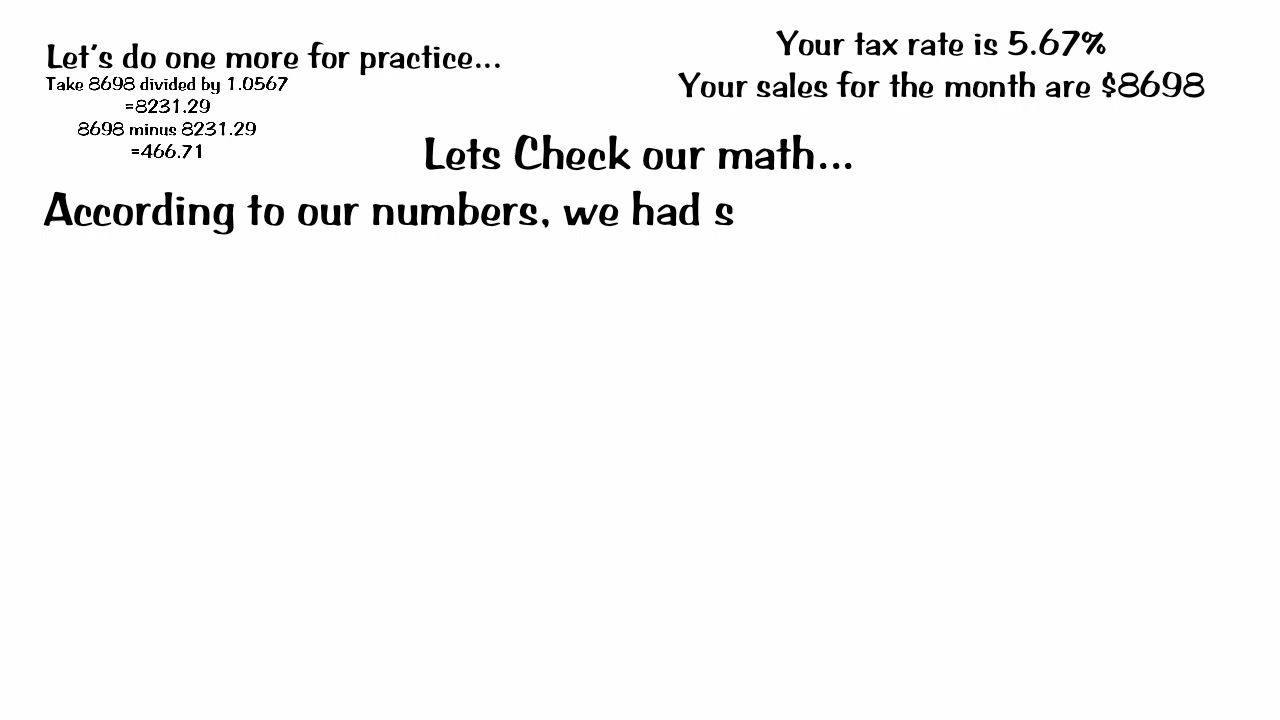 Let's do one more for practice...
Take 8698 divided by 1.0567
=8231.29
8698 minus 8231.29
=466.71
Your tax rate is 5.67%
Your sales for the month are $8698
Lets Check our math...
According to our numbers, we had s